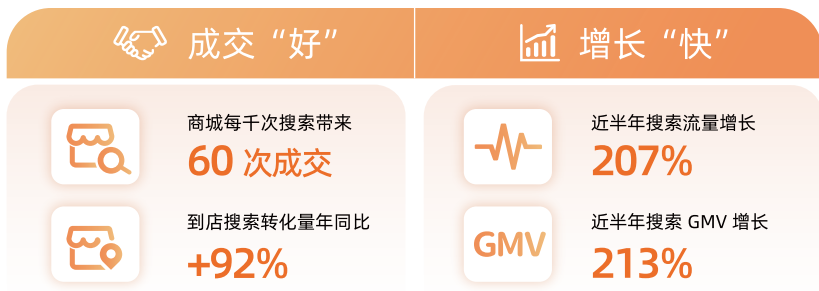 成交“好”
商城每千次搜索带来
60 次成交
到店搜索转化量年同比
+92%
增长“快”
近半年搜索流量增长
207%
GMV
近半年搜索 GMV 增长
213%